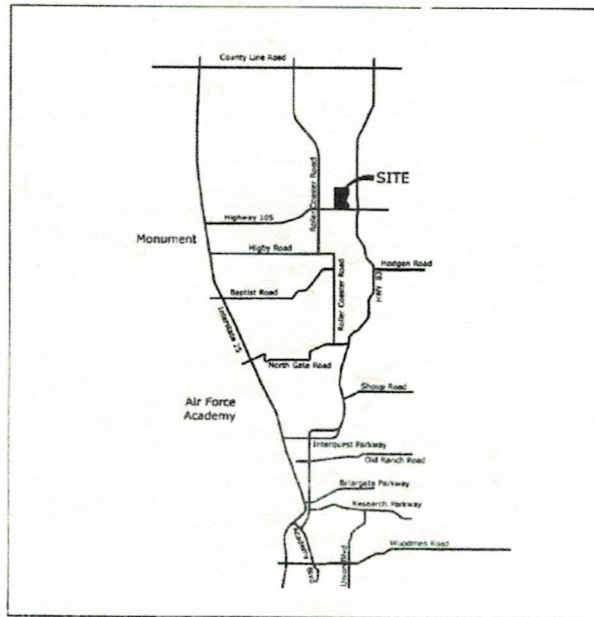 County Line Road
Roller Coaster Road
SITE
Highway 105
Monument
Higby Road
Hodgen Road
Roller Coaster Road
HWY 83
Baptist Road
Interstate 25
North Gate Road
Shoup Road
Air Force
Academy
Interquest Parkway
Old Ranch Road
Briargate Parkway
Research Parkway
Woodmen Road
Academy Blvd
Union Blvd